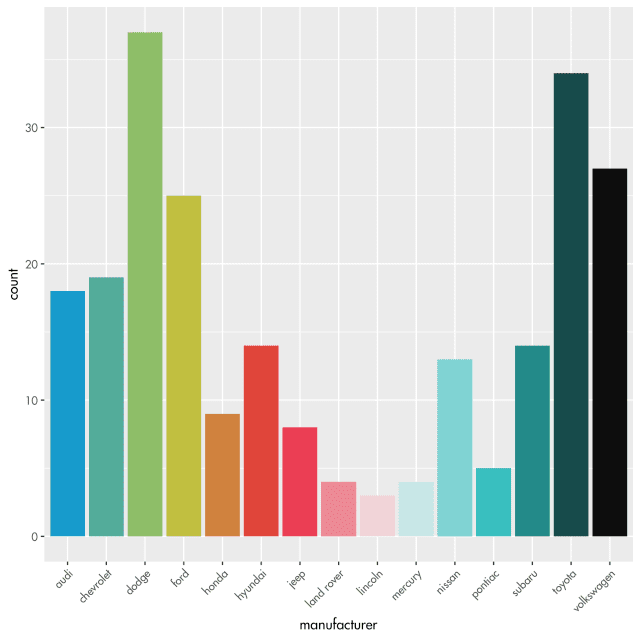 count
30
20
10
0
audi
chevrolet
dodge
ford
honda
hyundai
jeep
land rover
lincoln
mercury
nissan
pontiac
subaru
toyota
volkswagen
manufacturer